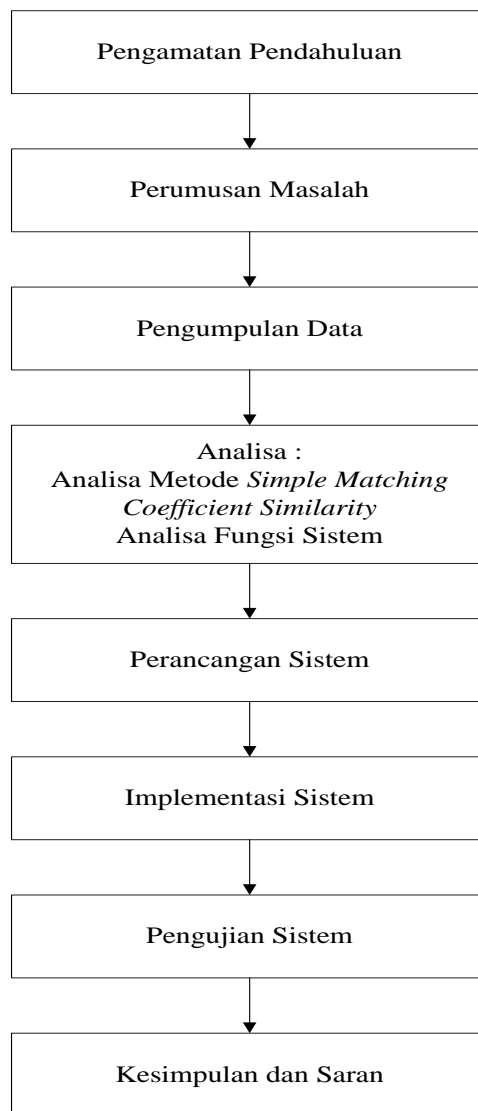 Pengamatan Pendahuluan
Perumusan Masalah
Pengumpulan Data
Analisa :
Analisa Metode Simple Matching
Coefficient Similarity
Analisa Fungsi Sistem
Perancangan Sistem
Implementasi Sistem
Pengujian Sistem
Kesimpulan dan Saran